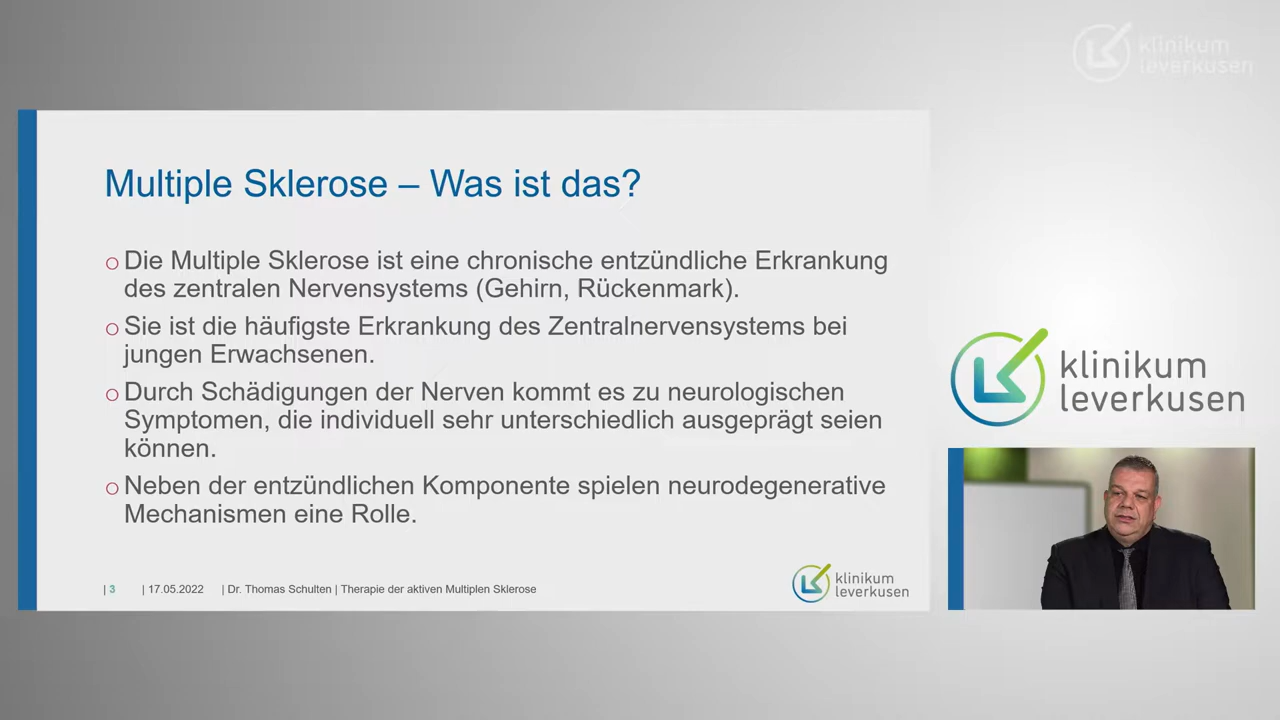 klinikum
leverkusen
Multiple Sklerose – Was ist das?
o Die Multiple Sklerose ist eine chronische entzündliche Erkrankung
des zentralen Nervensystems (Gehirn, Rückenmark).
o Sie ist die häufigste Erkrankung des Zentralnervensystems bei
jungen Erwachsenen.
o Durch Schädigungen der Nerven kommt es zu neurologischen
Symptomen, die individuell sehr unterschiedlich ausgeprägt seien
können.
o Neben der entzündlichen Komponente spielen neurodegenerative
Mechanismen eine Rolle.
| 3 | 17.05.2022 | Dr. Thomas Schulten | Therapie der aktiven Multiplen Sklerose
klinikum
leverkusen
klinikum
leverkusen